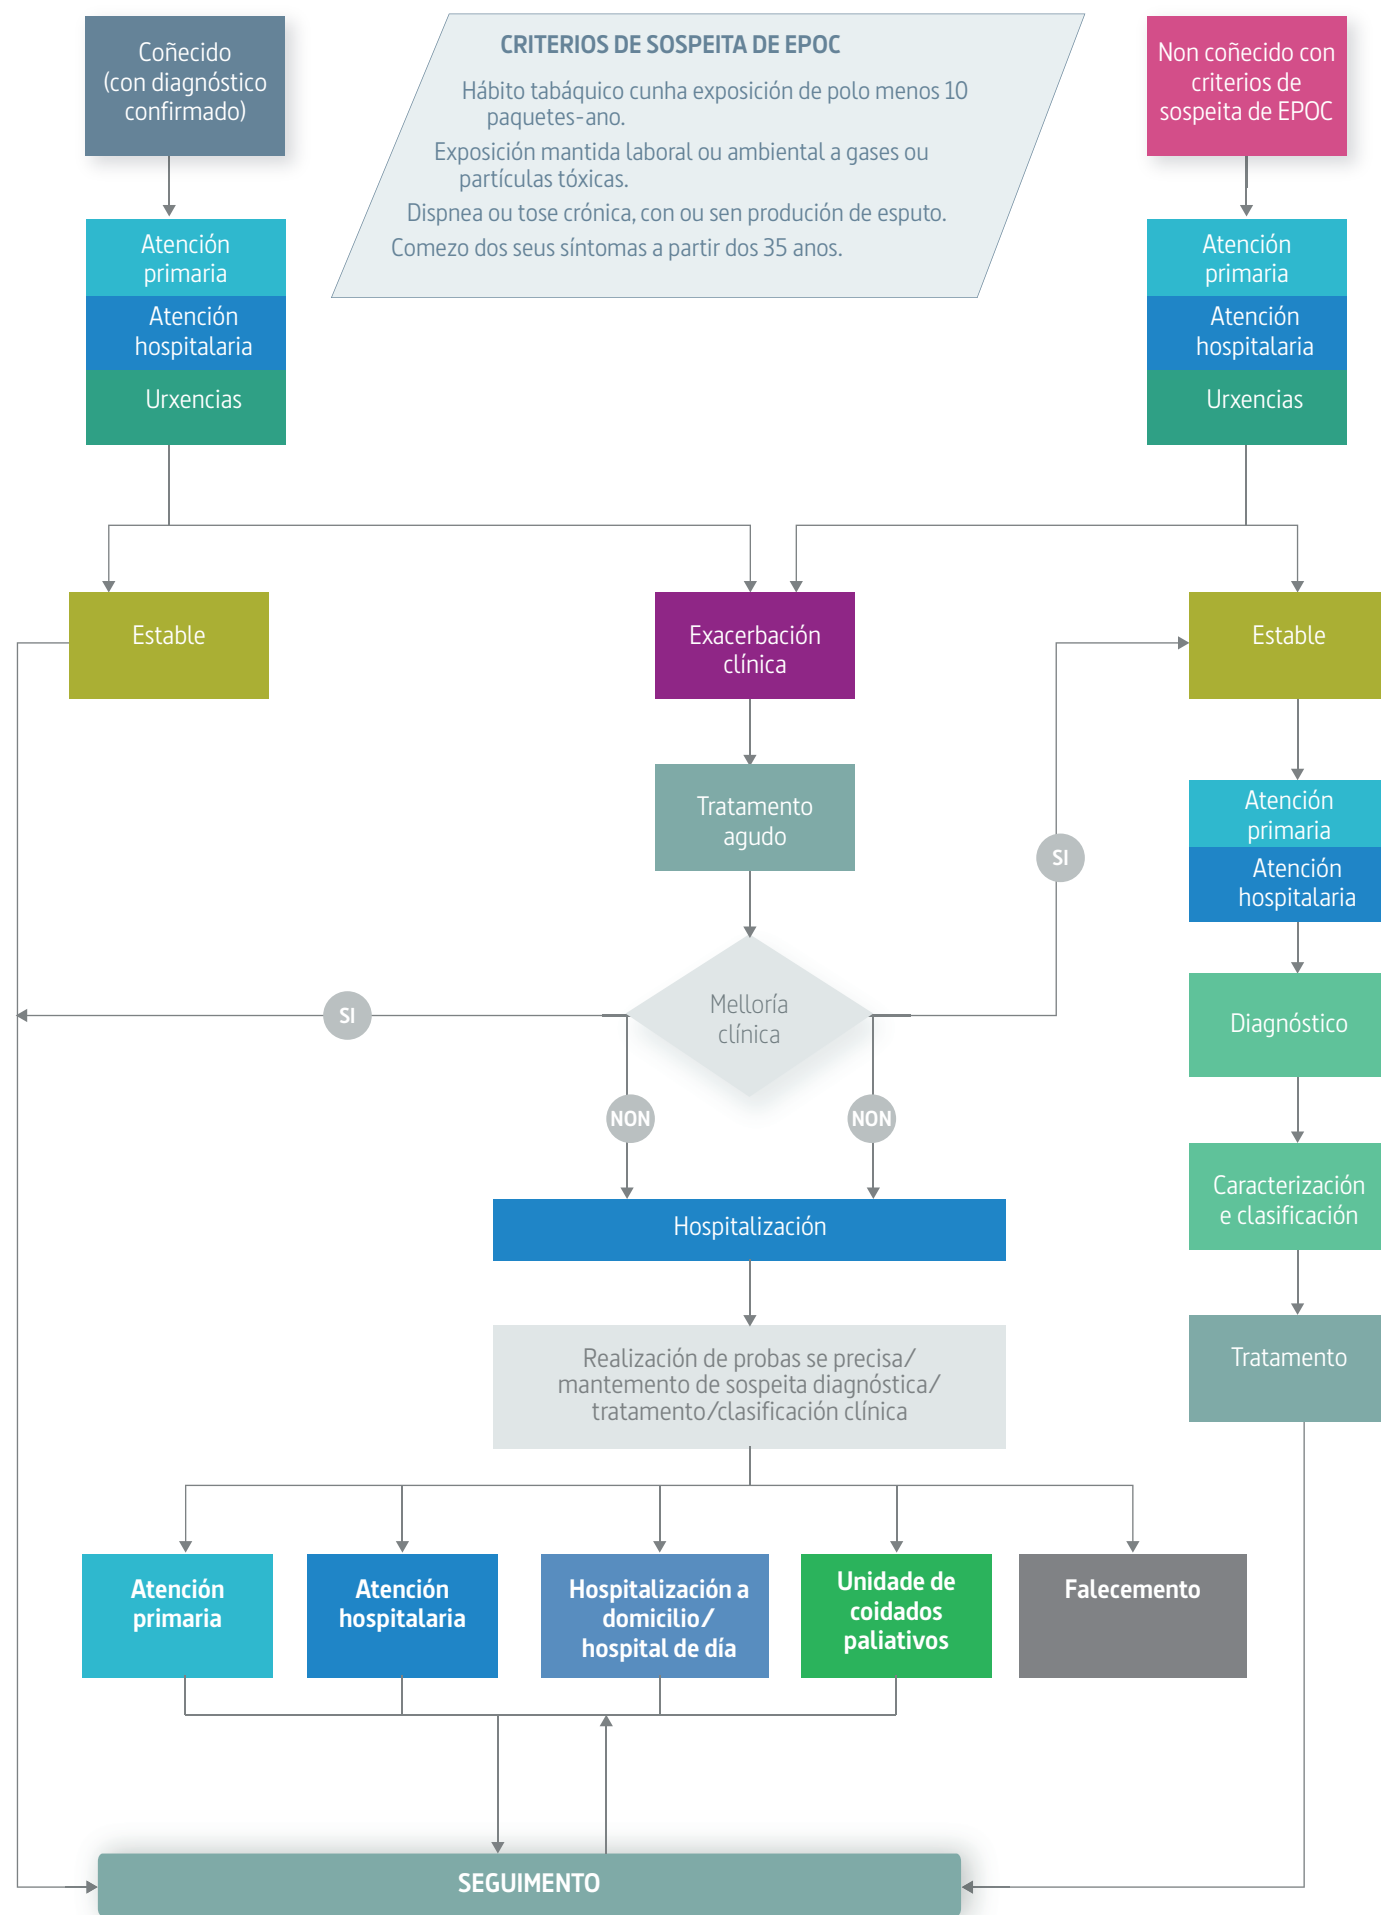 Coñecido
(con diagnóstico
confirmado)
CRITERIOS DE SOSPEITA DE EPOC
Hábito tabáquico cunha exposición de polo menos 10
paquetes-ano.
Exposición mantida laboral ou ambiental a gases ou
partículas tóxicas.
Dispnea ou tose crónica, con ou sen produción de esputo.
Comezo dos seus síntomas a partir dos 35 anos.
Non coñecido con
criterios de
sospeita de EPOC
Atención
primaria
Atención
hospitalaria
Urxencias
Atención
primaria
Atención
hospitalaria
Urxencias
Estable
Exacerbación
clínica
Estable
Tratamento
agudo
Atención
primaria
Atención
hospitalaria
SI
SI
Melloría
clínica
Diagnóstico
NON
NON
Caracterización
e clasificación
Hospitalización
Tratamento
Realización de probas se precisa/
mantemento de sospeita diagnóstica/
tratamento/clasificación clínica
Atención
primaria
Atención
hospitalaria
Hospitalización a
domicilio/
hospital de día
Unidade de
coidados
paliativos
Falecemento
SEGUIMENTO